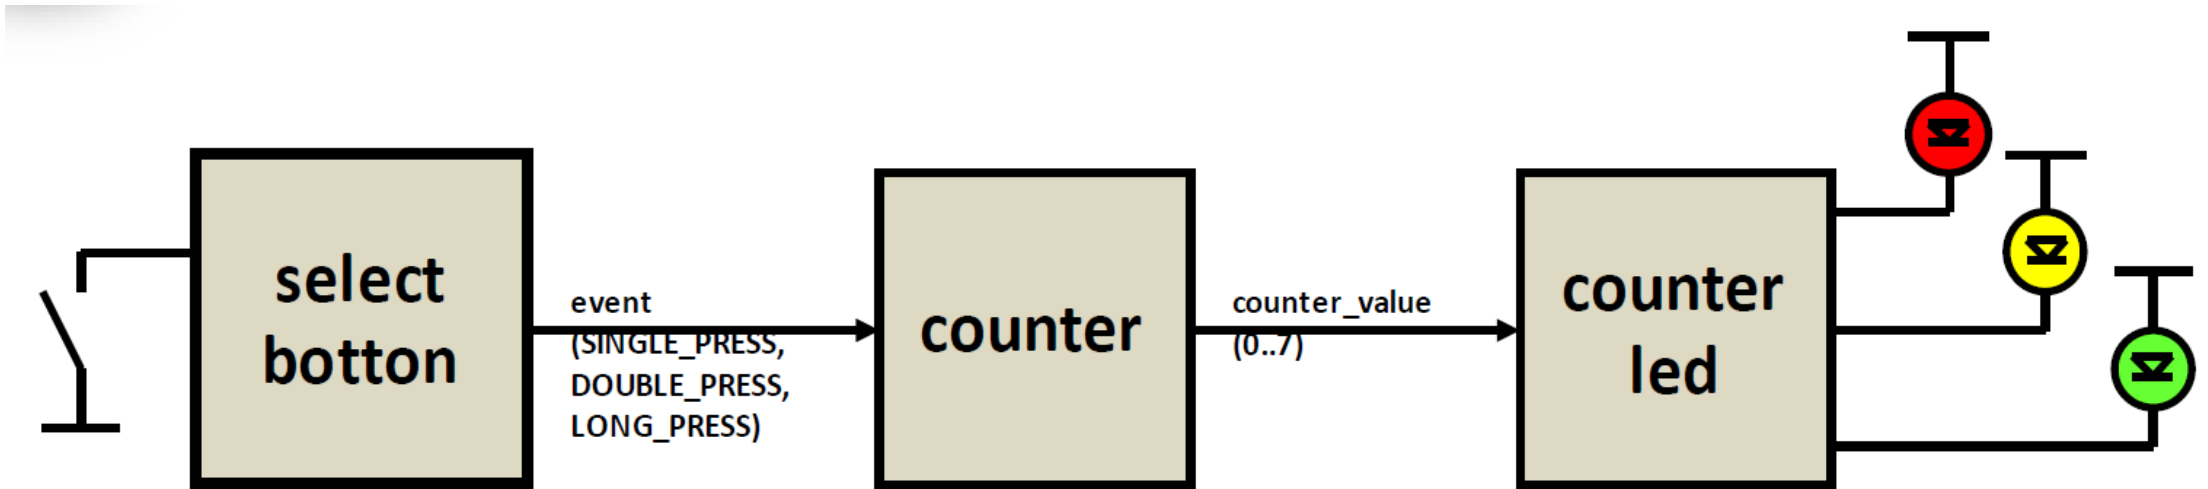 select
botton
event
(SINGLE_PRESS,
DOUBLE_PRESS,
LONG_PRESS)
counter
counter_value
(0..7)
counter
led